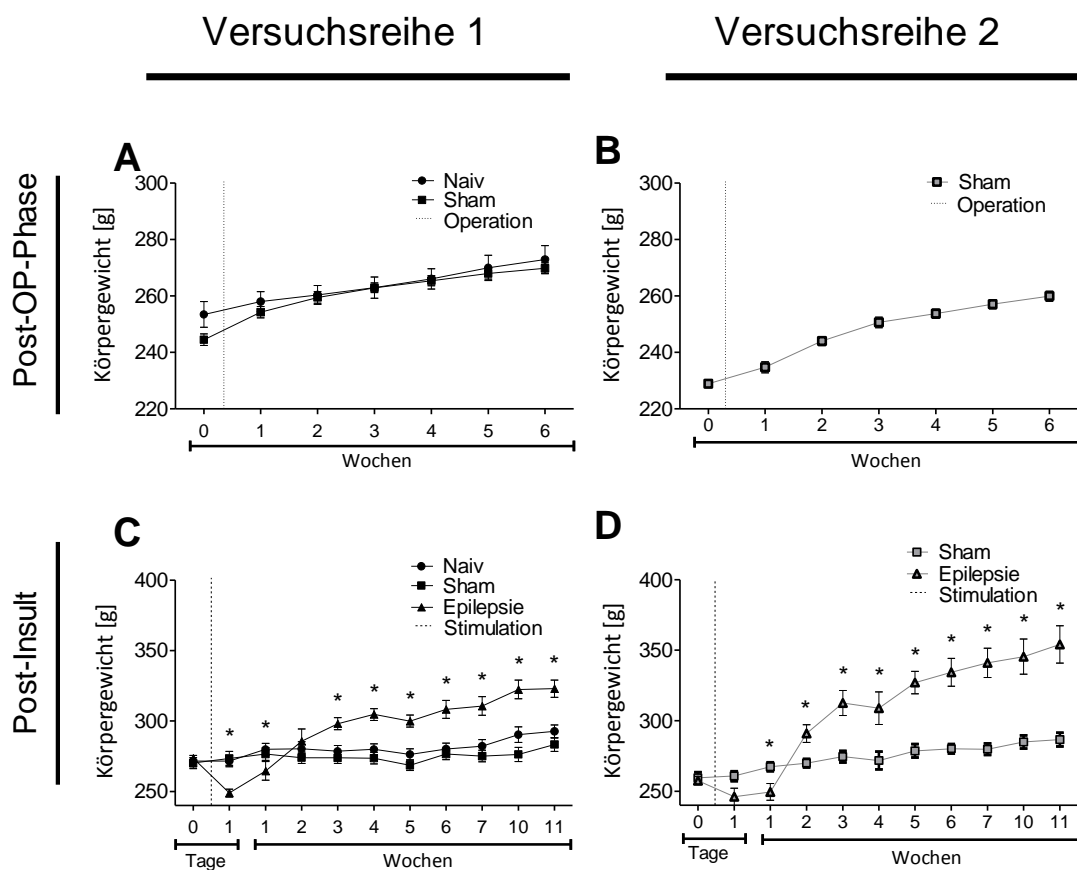 Versuchsreihe 1
Versuchsreihe 2
Post-OP-Phase
A
Körpergewicht [g]
300
280
260
240
220
Naiv
Sham
Operation
0 1 2 3 4 5 6
Wochen
B
Körpergewicht [g]
300
280
260
240
220
Sham
Operation
0 1 2 3 4 5 6
Wochen
Post-Insult
C
Körpergewicht [g]
400
350
300
250
Naiv
Sham
Epilepsie
Stimulation
* * * * * * * * *
0 1 1 2 3 4 5 6 7 10 11
Tage
Wochen
D
Körpergewicht [g]
400
350
300
250
Sham
Epilepsie
Stimulation
* * * * * * * * *
0 1 1 2 3 4 5 6 7 10 11
Tage
Wochen